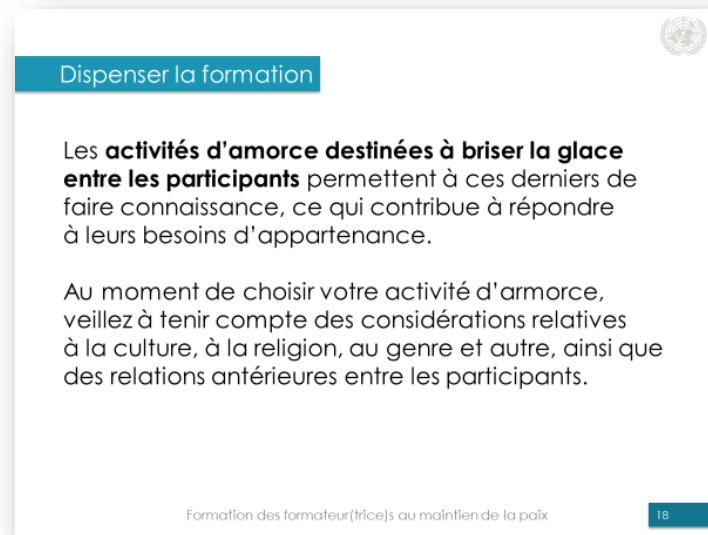 Dispenser la formation
Les activités d'amorce destinées à briser la glace
entre les participants permettent à ces derniers de
faire connaissance, ce qui contribue à répondre
à leurs besoins d'appartenance.
Au moment de choisir votre activité d'armorce,
veillez à tenir compte des considérations relatives
à la culture, à la religion, au genre et autre, ainsi que
des relations antérieures entre les participants.
Formation des formateur(trice)s au maintien de la paix
18